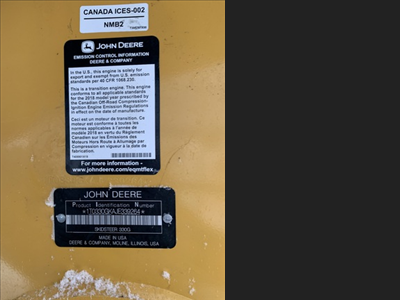 CANADA ICES-002
NMB2
JOHN DEERE
EMISSION CONTROL INFORMATION
DEERE & COMPANY
In the U.S., this engine is solely for
export and exempt from U.S. emission
standards per 40 CFR 1068.230.
This is a transition engine. This engine
conforms to all applicable standards
for the 2018 model year prescribed by
the Canadian Off-Road Compression-
Ignition Engine Emission Regulations
in effect on the date of manufacture.
Ceci est un moteur de transition. Ce
moteur est conforme à toutes les
normes applicables à l'année
modèle 2018 en vertu du Règlement
Canadien sur les Émissions des
Moteurs Hors Route à Allumage par
Compression en vigueur à la date de
fabrication.
For more information -
www.johndeere.com/eqmtflex
JOHN DEERE
Product Identification Number
*1T0330GKAJE339264*
SKIDSTEER 330G
MADE IN USA
DEERE & COMPANY, MOLINE, ILLINOIS, USA